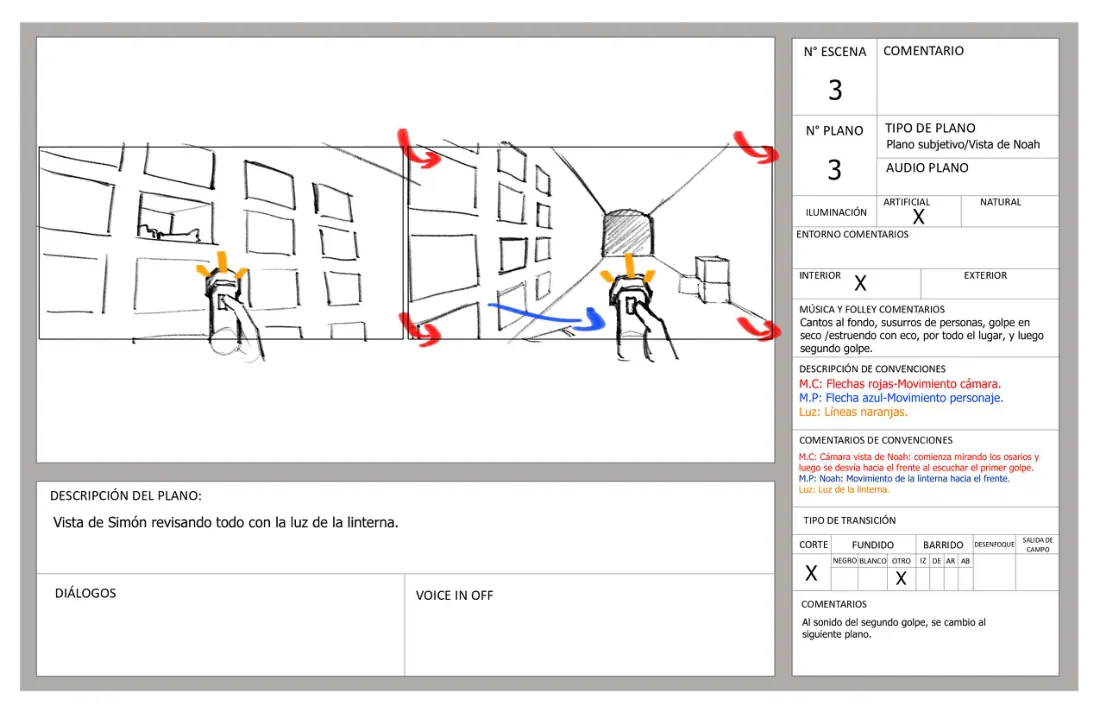 N° ESCENA
3
COMENTARIO
N° PLANO
3
TIPO DE PLANO
Plano subjetivo/Vista de Noah
AUDIO PLANO
ILUMINACIÓN
ARTIFICIAL
X
NATURAL
ENTORNO COMENTARIOS
INTERIOR
X
EXTERIOR
MÚSICA Y FOLLEY COMENTARIOS
Cantos al fondo, susurros de personas, golpe en
seco /estruendo con eco, por todo el lugar, y luego
segundo golpe.
DESCRIPCIÓN DE CONVENCIONES
M.C: Flechas rojas-Movimiento cámara.
M.P: Flecha azul-Movimiento personaje.
Luz: Líneas naranjas.
COMENTARIOS DE CONVENCIONES
M.C: Cámara vista de Noah: comienza mirando los osarios y
luego se desvía hacia el frente al escuchar el primer golpe.
M.P: Noah: Movimiento de la linterna hacia el frente.
Luz: Luz de la linterna.
TIPO DE TRANSICIÓN
CORTE
X
FUNDIDO
NEGRO
BLANCO
OTRO
X
BARRIDO
IZ
DE
AR
AB
DESENFOQUE
SALIDA DE
CAMPO
COMENTARIOS
Al sonido del segundo golpe, se cambio al
siguiente plano.
DESCRIPCIÓN DEL PLANO:
Vista de Simón revisando todo con la luz de la linterna.
DIÁLOGOS
VOICE IN OFF